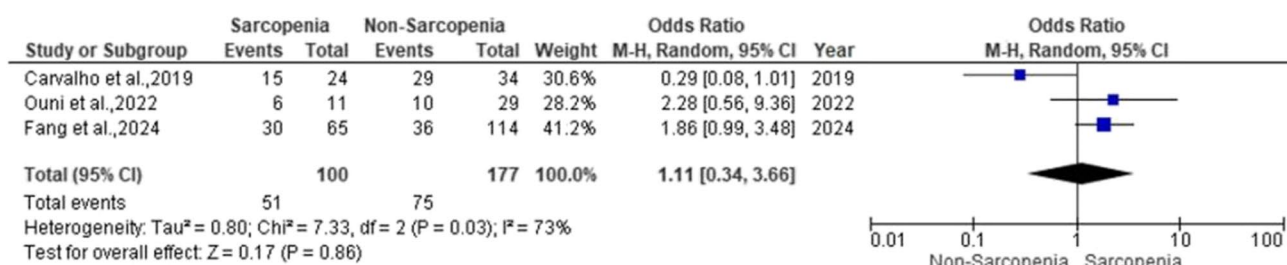 Sarcopenia Non-Sarcopenia Odds Ratio Odds Ratio
Study or Subgroup Events Total Events Total Weight M-H, Random, 95% CI Year M-H, Random, 95% CI
Carvalho et al.,2019 15 24 29 34 30.6% 0.29 [0.08, 1.01] 2019
Ouni et al.,2022 6 11 10 29 28.2% 2.28 [0.56, 9.36] 2022
Fang et al.,2024 30 65 36 114 41.2% 1.86 [0.99, 3.48] 2024
Total (95% CI) 100 177 100.0% 1.11 [0.34, 3.66]
Total events 51 75
Heterogeneity: Tau² = 0.80; Chi² = 7.33, df = 2 (P = 0.03); I² = 73%
Test for overall effect: Z = 0.17 (P = 0.86)
0.01 0.1 1 10 100
Non-Sarcopenia Sarcopenia